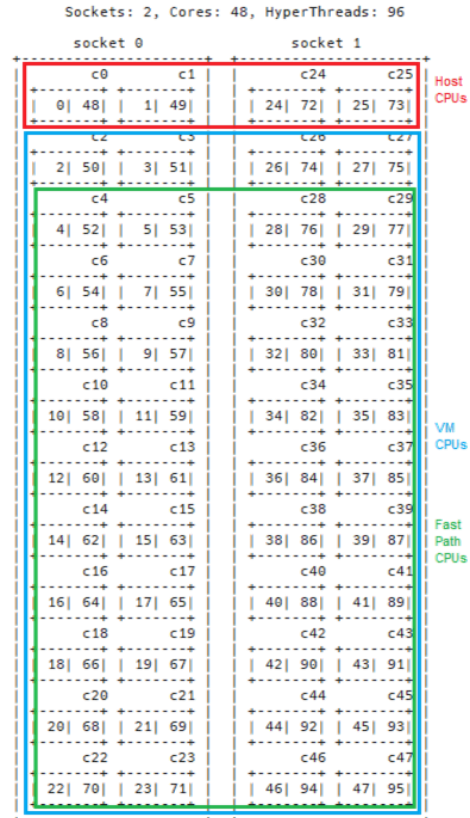 Sockets: 2, Cores: 48, HyperThreads: 96
socket 0 socket 1
c0 c1 c24 c25
Host
CPUs
| 0| 48| | 1| 49| | 24| 72| | 25| 73|
c2 c3 c26 c27
| 2| 50| | 3| 51| | 26| 74| | 27| 75|
c4 c5 c28 c29
4| 52| | 5| 53| | 28| 76| | 29| 77|
c6 c7 c30 c31
6| 54| | 7| 55| | 30| 78| | 31| 79|
c8 c9 c32 c33
8| 56| | 9| 57| | 32| 80| | 33| 81|
c10 c11 c34 c35
10| 58| | 11| 59| | 34| 82| | 35| 83|
VM
CPUs
c12 c13 c36 c37
12| 60| | 13| 61| | 36| 84| | 37| 85|
c14 c15 c38 c39
14| 62| | 15| 63| | 38| 86| | 39| 87|
Fast
Path
CPUs
c16 c17 c40 c41
16| 64| | 17| 65| | 40| 88| | 41| 89|
c18 c19 c42 c43
18| 66| | 19| 67| | 42| 90| | 43| 91|
c20 c21 c44 c45
20| 68| | 21| 69| | 44| 92| | 45| 93|
c22 c23 c46 c47
22| 70| | 23| 71| | 46| 94| | 47| 95|